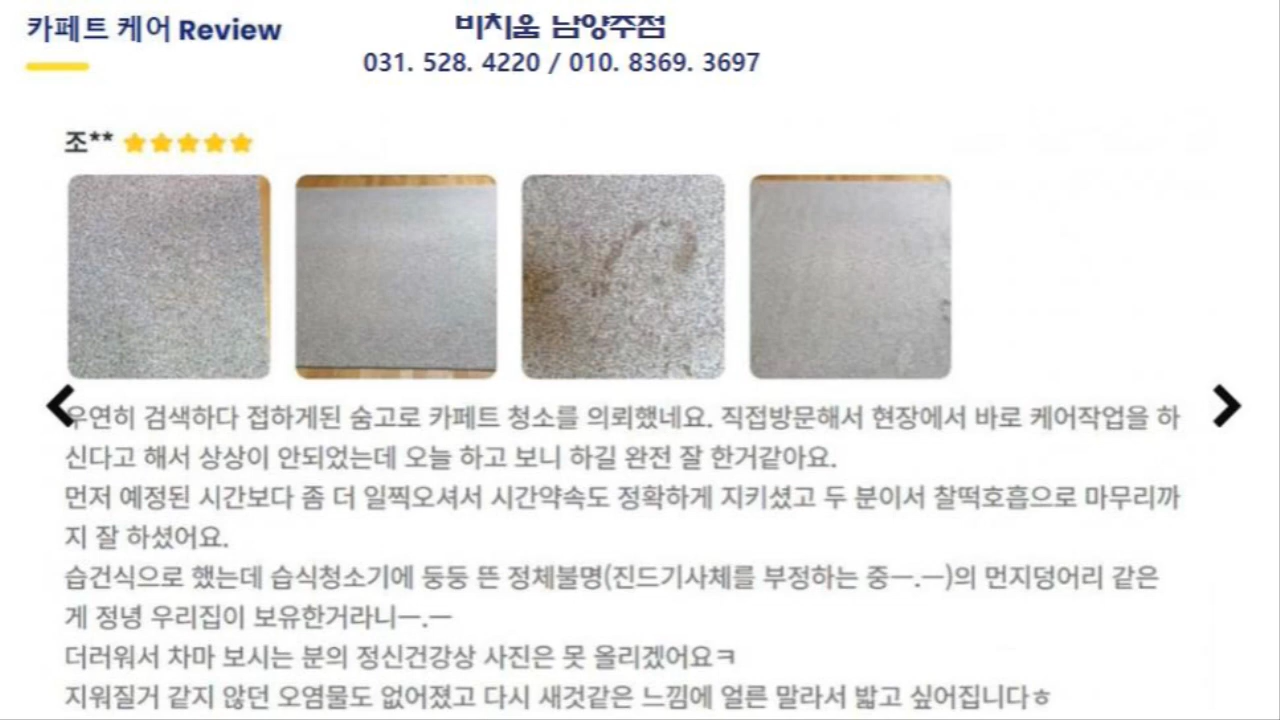 카페트 케어 Review
비치움 남양주점
031. 528. 4220 / 010. 8369. 3697
조**
우연히 검색하다 접하게된 숨고로 카페트 청소를 의뢰했네요. 직접방문해서 현장에서 바로 케어작업을 하
신다고 해서 상상이 안되었는데 오늘 하고 보니 하길 완전 잘 한거같아요.
먼저 예정된 시간보다 좀 더 일찍오셔서 시간약속도 정확하게 지키셨고 두 분이서 찰떡호흡으로 마무리까
지 잘 하셨어요.
습건식으로 했는데 습식청소기에 둥둥 뜬 정체불명(진드기사체를 부정하는 중ㅡ.ㅡ)의 먼지덩어리 같은
게 정녕 우리집이 보유한거라니ㅡ.ㅡ
더러워서 차마 보시는 분의 정신건강상 사진은 못 올리겠어요ㅋ
지워질거 같지 않던 오염물도 없어졌고 다시 새것같은 느낌에 얼른 말라서 밟고 싶어집니다ㅎ